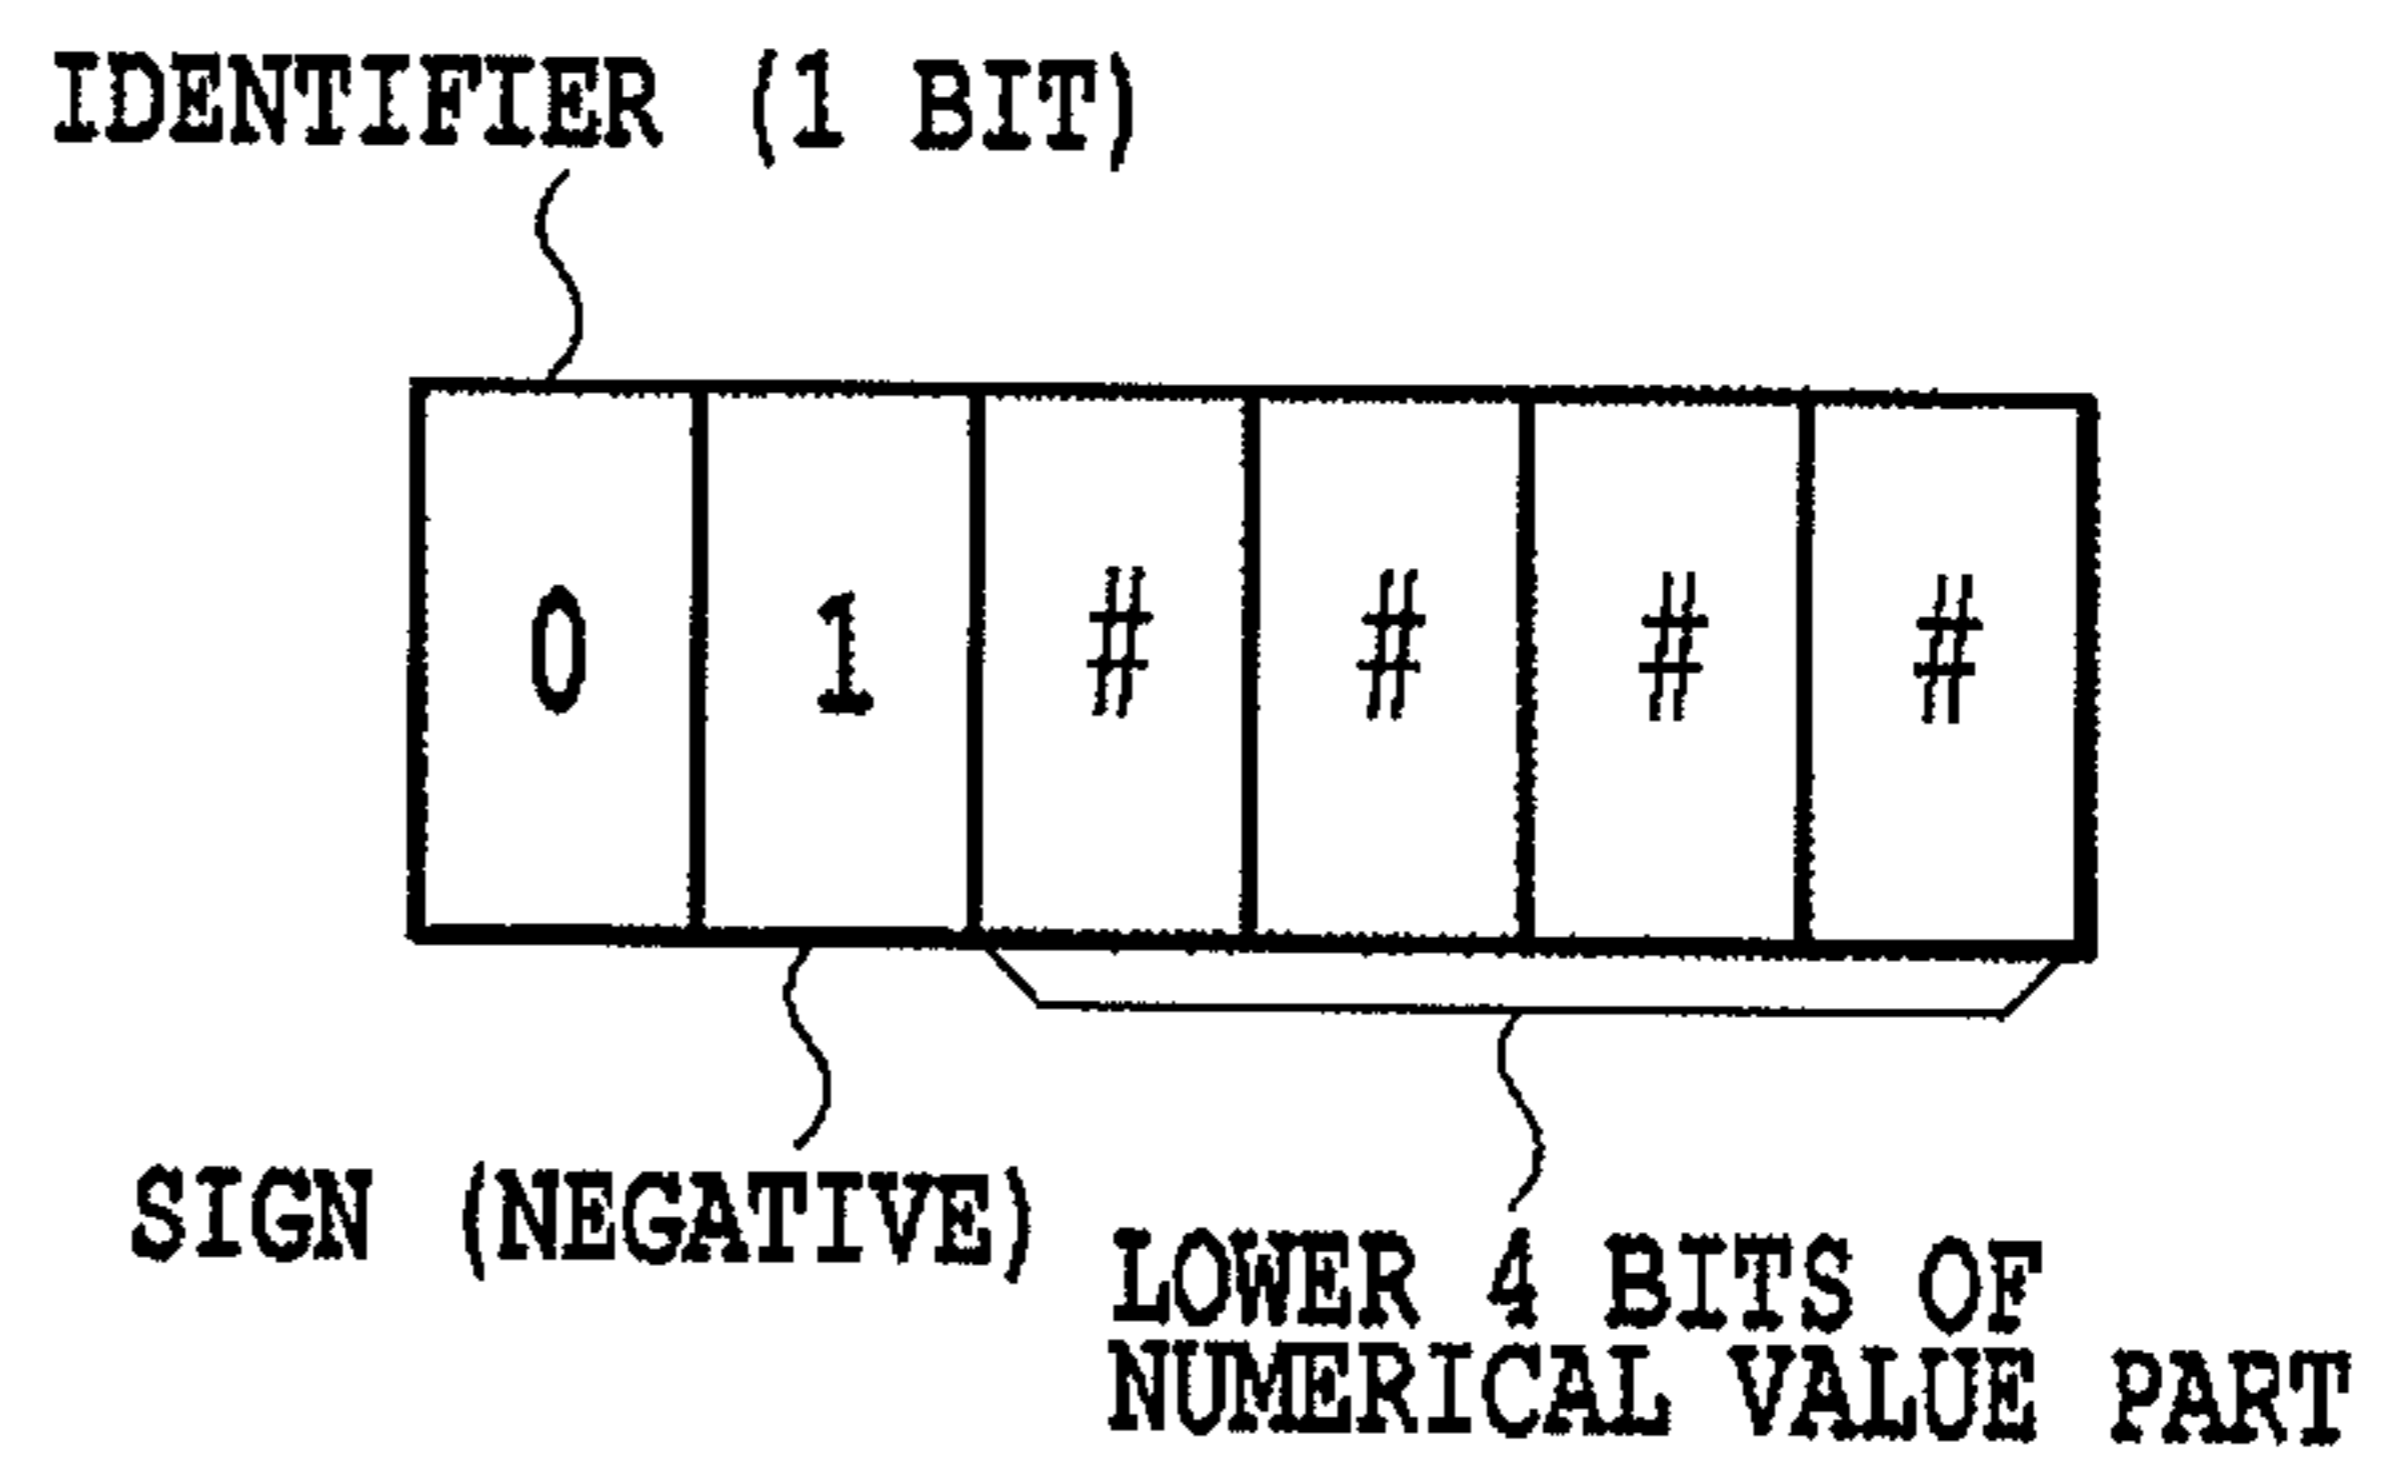 IDENTIFIER (1 BIT)
0 1 # # # #
SIGN (NEGATIVE)
LOWER 4 BITS OF
NUMERICAL VALUE PART